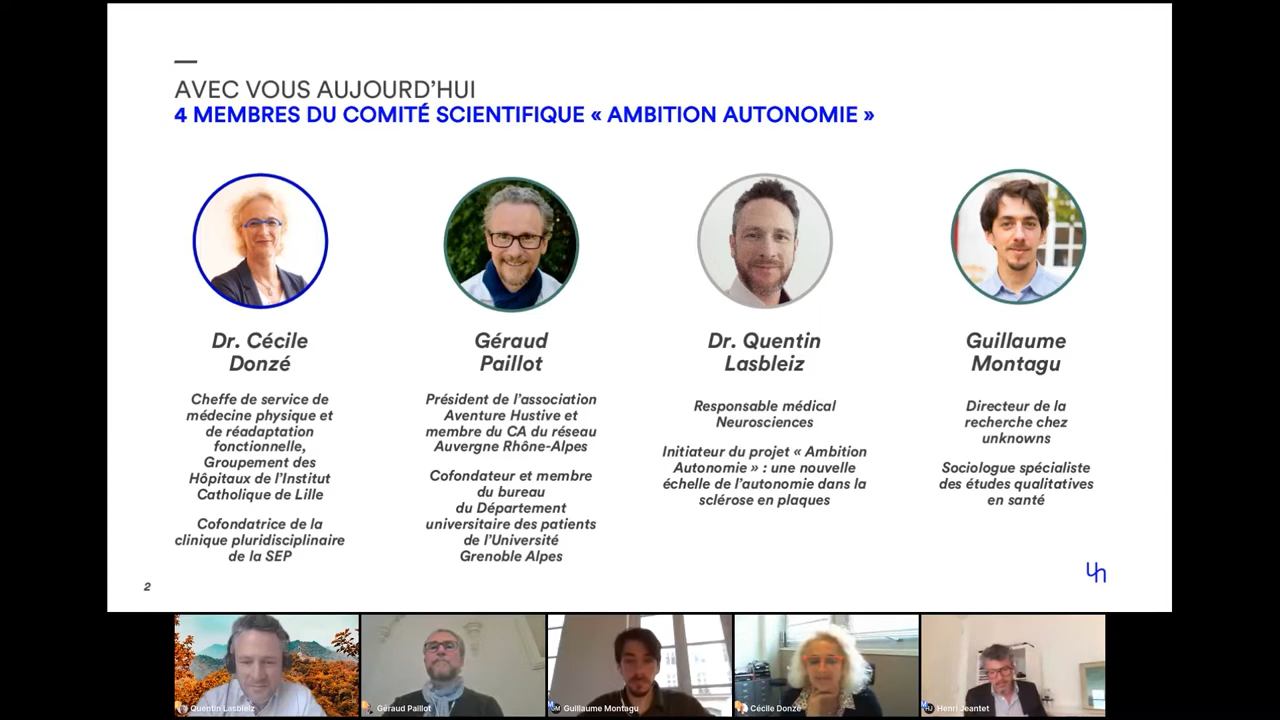 AVEC VOUS AUJOURD'HUI
4 MEMBRES DU COMITÉ SCIENTIFIQUE « AMBITION AUTONOMIE »
Dr. Cécile
Donzé
Cheffe de service de
médecine physique et
de réadaptation
fonctionnelle,
Groupement des
Hôpitaux de l'Institut
Catholique de Lille
Cofondatrice de la
clinique pluridisciplinaire
de la SEP
Géraud
Paillot
Président de l'association
Aventure Hustive et
membre du CA du réseau
Auvergne Rhône-Alpes
Cofondateur et membre
du bureau
du Département
universitaire des patients
de l'Université
Grenoble Alpes
Dr. Quentin
Lasbleiz
Responsable médical
Neurosciences
Initiateur du projet « Ambition
Autonomie » : une nouvelle
échelle de l'autonomie dans la
sclérose en plaques
Guillaume
Montagu
Directeur de la
recherche chez
unknowns
Sociologue spécialiste
des études qualitatives
en santé
2
Un
Quentin Lasbleiz
Géraud Paillot
GM Guillaume Montagu
Cécile Donzé
HJ Henri Jeantet